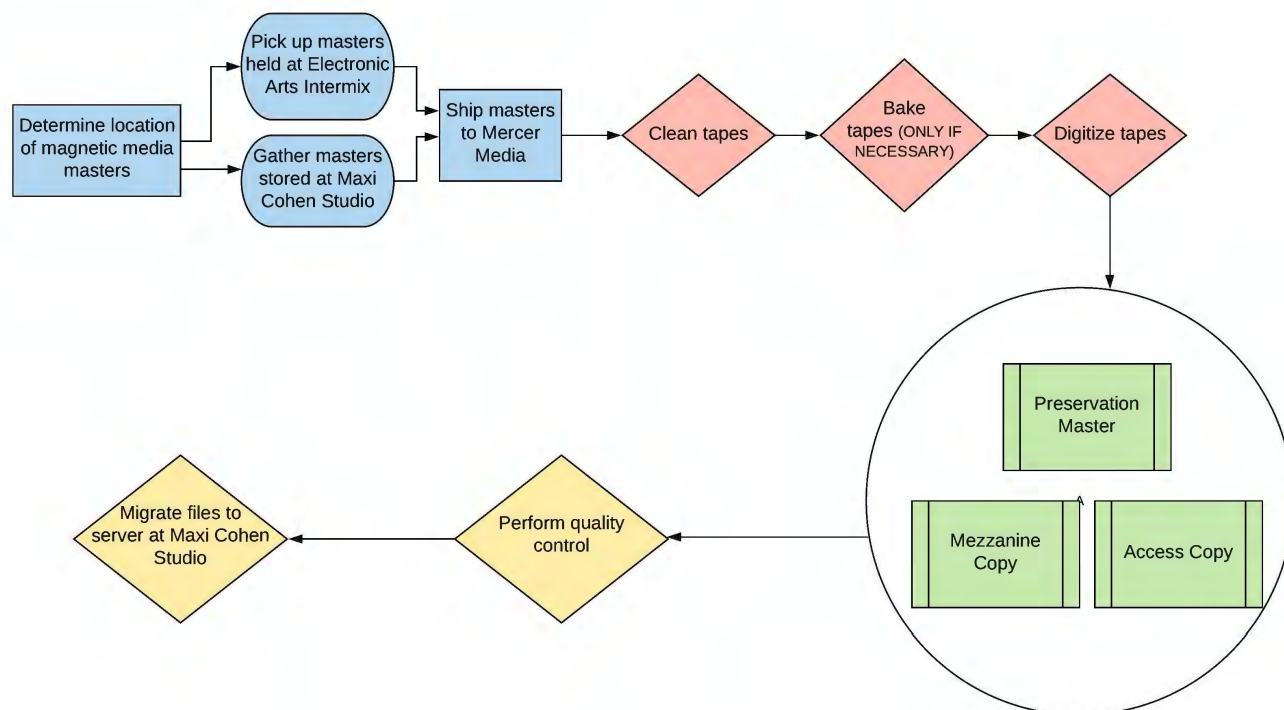 Determine location
of magnetic media
masters
Pick up masters
held at Electronic
Arts Intermix
Gather masters
stored at Maxi
Cohen Studio
Ship masters
to Mercer
Media
Clean tapes
Bake
tapes (ONLY IF
NECESSARY)
Digitize tapes
Preservation
Master
A
Mezzanine
Copy
Access Copy
Perform quality
control
Migrate files to
server at Maxi Cohen
Studio